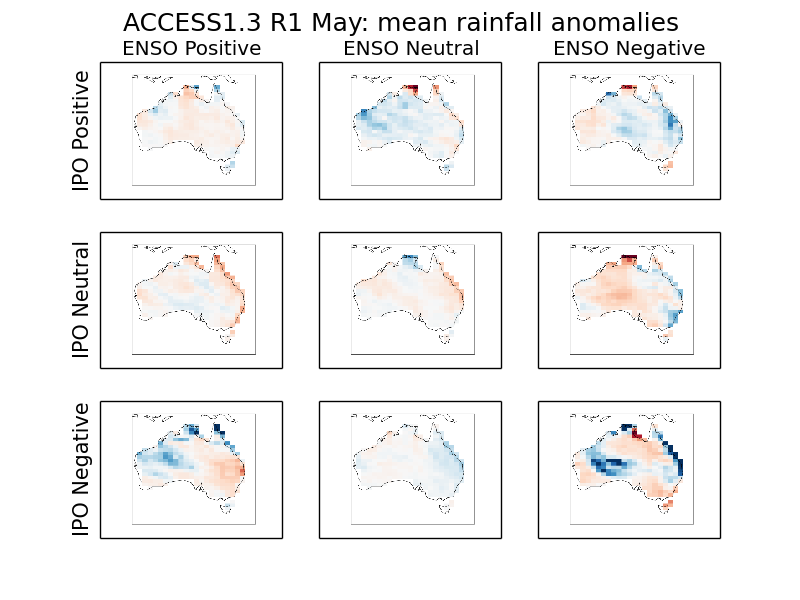 ACCESS1.3 R1 May: mean rainfall anomalies
ENSO Positive
ENSO Neutral
ENSO Negative
IPO Positive
IPO Neutral
IPO Negative